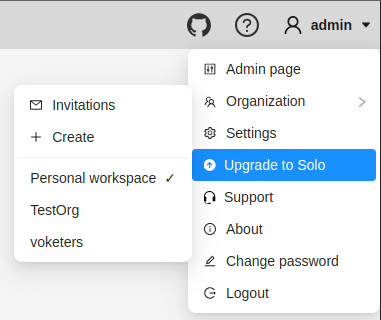 admin
Admin page
Organization
Settings
Upgrade to Solo
Support
About
Change password
Logout
Invitations
Create
Personal workspace ✓
TestOrg
voketers